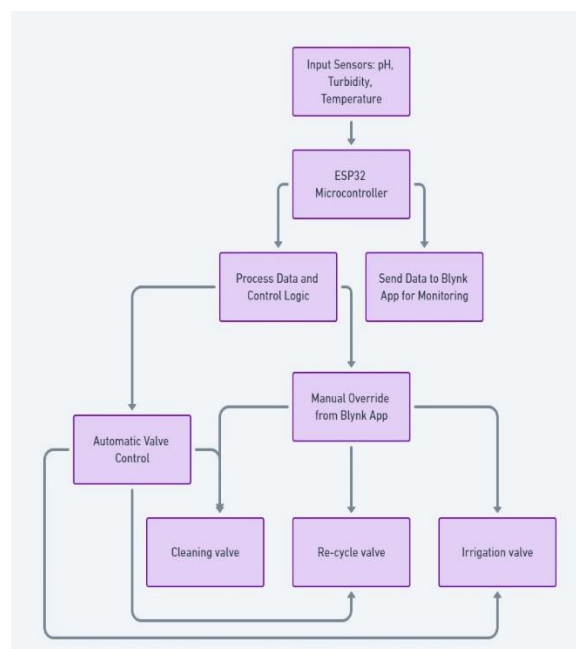 Input Sensors: pH,
Turbidity,
Temperature
ESP32
Microcontroller
Process Data and
Control Logic
Send Data to Blynk
App for Monitoring
Manual Override
from Blynk App
Automatic Valve
Control
Cleaning valve
Re-cycle valve
Irrigation valve